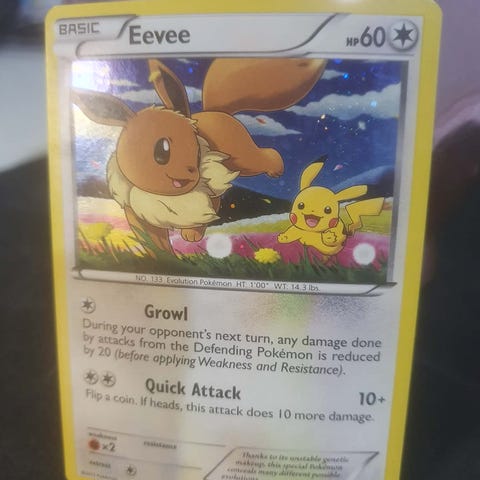 BASIC Eevee HP60
NO. 133 Evolution Pokémon HT: 1'00" WT: 14.3 lbs.
Growl
During your opponent's next turn, any damage done
by attacks from the Defending Pokémon is reduced
by 20 (before applying Weakness and Resistance).
Quick Attack 10+
Flip a coin. If heads, this attack does 10 more damage.
weakness resistance
×2
retreat
Thanks to its unstable genetic
makeup, this special Pokémon
conceals many different possible